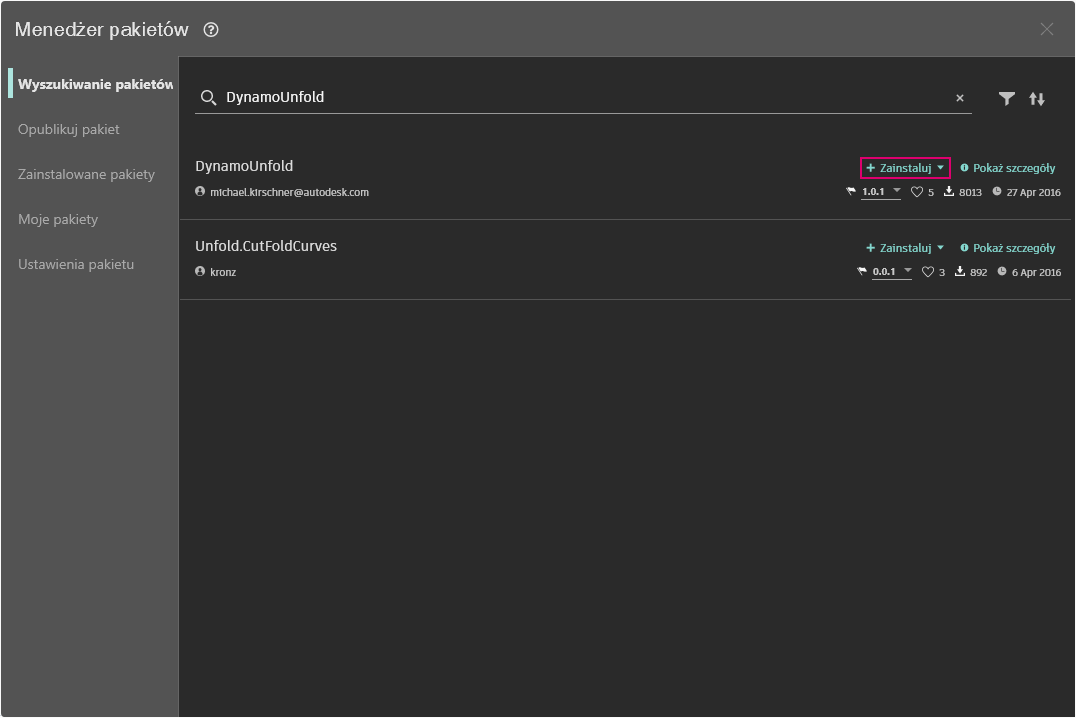 Menedżer pakietów
Wyszukiwanie pakietów
Opublikuj pakiet
Zainstalowane pakiety
Moje pakiety
Ustawienia pakietu
DynamoUnfold
DynamoUnfold
Zainstaluj Pokaż szczegóły
michael.kirschner@autodesk.com
1.0.1 5 8013 27 Apr 2016
Unfold.CutFoldCurves
Zainstaluj Pokaż szczegóły
kronz
0.0.1 3 892 6 Apr 2016